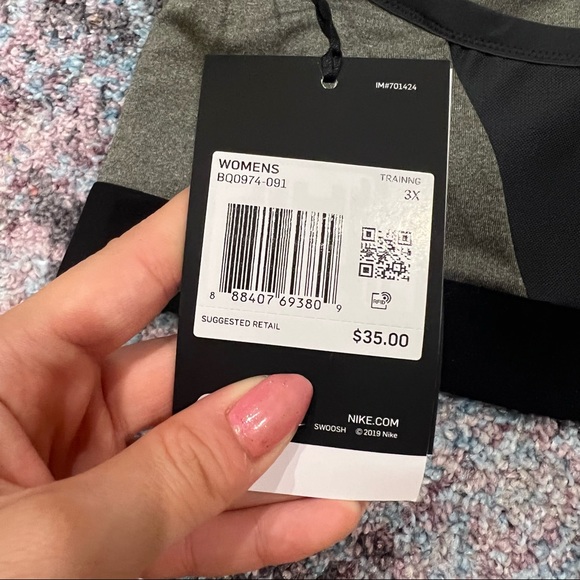 IM#701424
WOMENS
BQ0974-091
TRAINNG
3X
8 88407 69380 9
RFID
SUGGESTED RETAIL
$35.00
NIKE.COM
SWOOSH © 2019 Nike